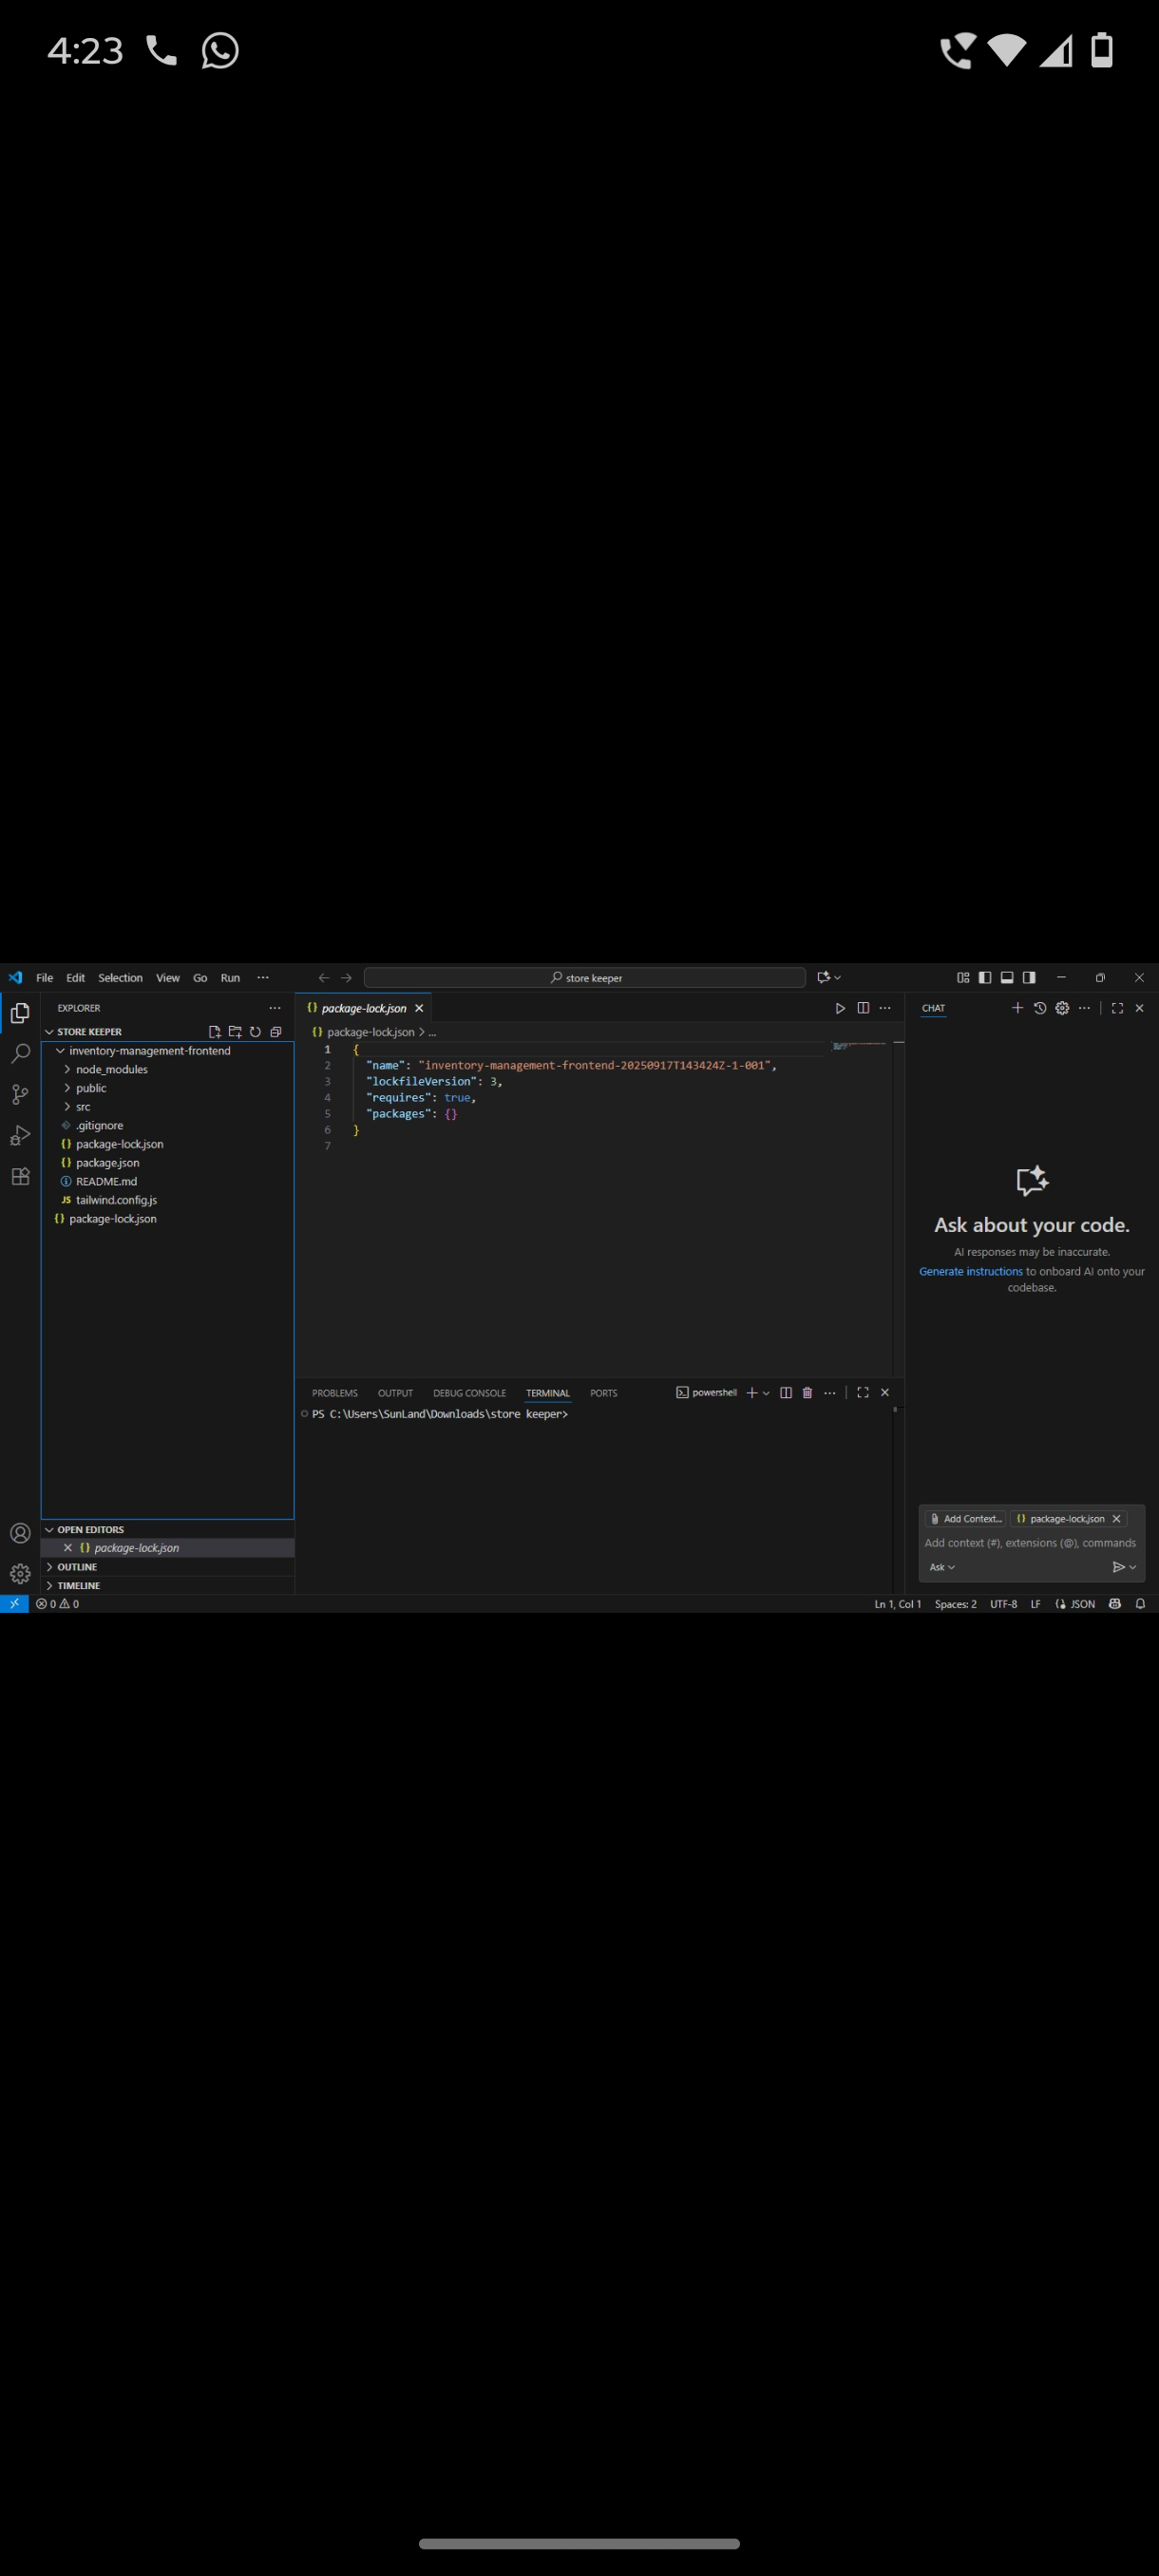 4:23
File Edit Selection View Go Run ... store keeper
EXPLORER ...
STORE KEEPER
inventory-management-frontend
node_modules
public
src
.gitignore
package-lock.json
package.json
README.md
JS tailwind.config.js
package-lock.json
OPEN EDITORS
package-lock.json
OUTLINE
TIMELINE
package-lock.json
package-lock.json > ...
1 {
2 "name": "inventory-management-frontend-20250917T143424Z-1-001",
3 "lockfileVersion": 3,
4 "requires": true,
5 "packages": {}
6 }
7
PROBLEMS OUTPUT DEBUG CONSOLE TERMINAL PORTS powershell
PS C:\Users\SunLand\Downloads\store keeper>
CHAT
Ask about your code.
AI responses may be inaccurate.
Generate instructions to onboard AI onto your
codebase.
Add Context... {} package-lock.json
Add context (#), extensions (@), commands
Ask
0 0 Ln 1, Col 1 Spaces: 2 UTF-8 LF JSON